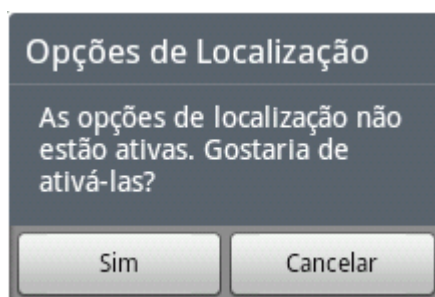 Opções de Localização
As opções de localização não
estão ativas. Gostaria de
ativá-las?
Sim
Cancelar